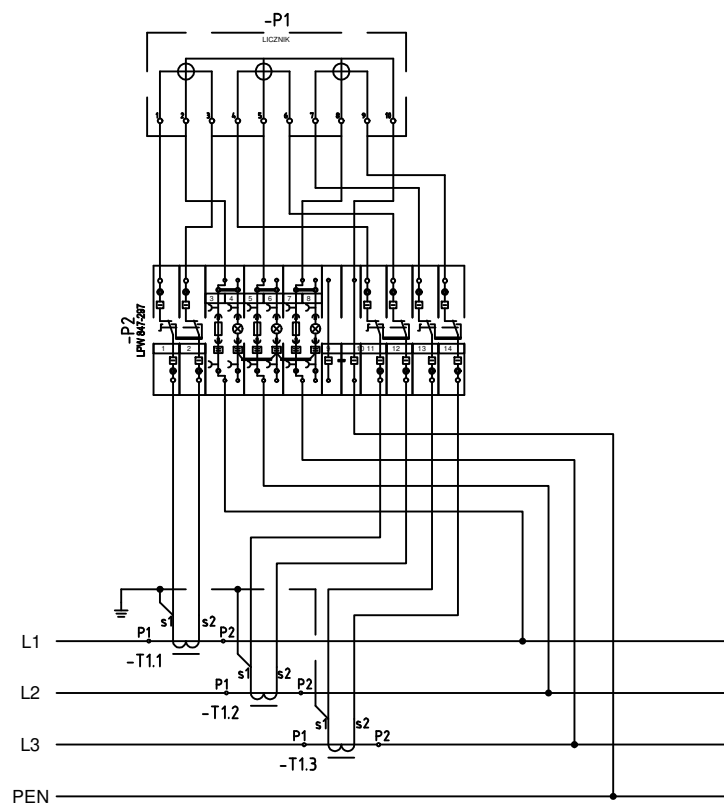 -P1
LICZNIK
1 2 3 4 5 6 7 8 9 10
-P2
LPW 847-287
3 4 5 6 7 8
1 2 9 10 11 12 13 14
s1 s2
L1 P1 P2
-T1.1
s1 s2
L2 P1 P2
-T1.2
s1 s2
L3 P1 P2
-T1.3
PEN